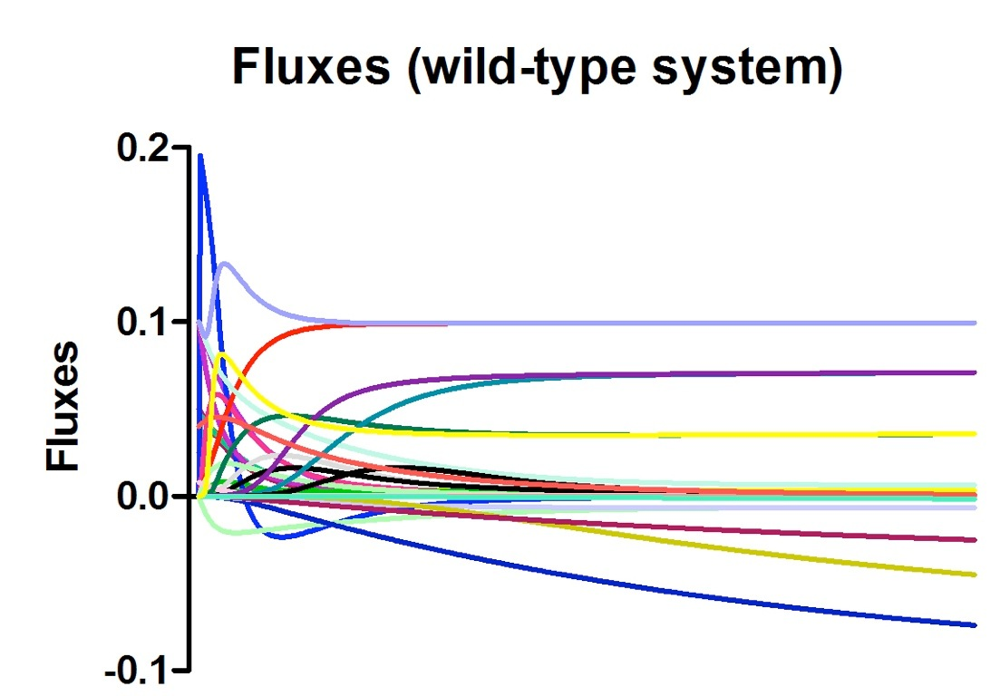 Fluxes (wild-type system)
0.2
0.1
Fluxes
0.0
-0.1